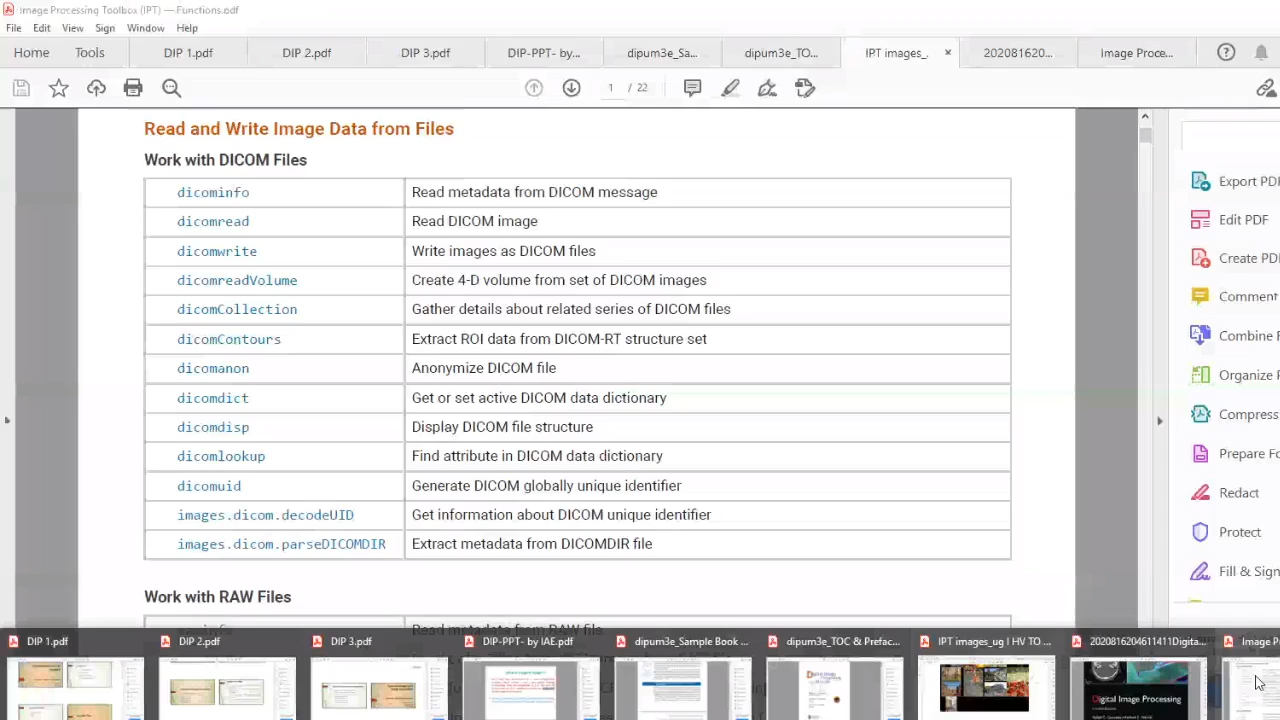 Image Processing Toolbox (IPT) — Functions.pdf
File Edit View Sign Window Help
Home Tools DIP 1.pdf DIP 2.pdf DIP 3.pdf DIP-PPT- by... dipum3e_Sa... dipum3e_TO... IPT images_. × 202081620... Image Proce...
1 / 22
Read and Write Image Data from Files
Work with DICOM Files
dicominfo Read metadata from DICOM message
dicomread Read DICOM image
dicomwrite Write images as DICOM files
dicomreadVolume Create 4-D volume from set of DICOM images
dicomCollection Gather details about related series of DICOM files
dicomContours Extract ROI data from DICOM-RT structure set
dicomanon Anonymize DICOM file
dicomdict Get or set active DICOM data dictionary
dicomdisp Display DICOM file structure
dicomlookup Find attribute in DICOM data dictionary
dicomuid Generate DICOM globally unique identifier
images.dicom.decodeUID Get information about DICOM unique identifier
images.dicom.parseDICOMDIR Extract metadata from DICOMDIR file
Work with RAW Files
Read metadata from RAW file
Export PDF
Edit PDF
Create PDF
Comment
Combine F
Organize P
Compress
Prepare Fo
Redact
Protect
Fill & Sign
DIP 1.pdf DIP 2.pdf DIP 3.pdf DIP-PPT- by IAE.pdf dipum3e_Sample Book ... dipum3e_TOC & Prefac... IPT images_ug I HV TO ... 202081620461141​1Digita... Image P
Digital Image Processing